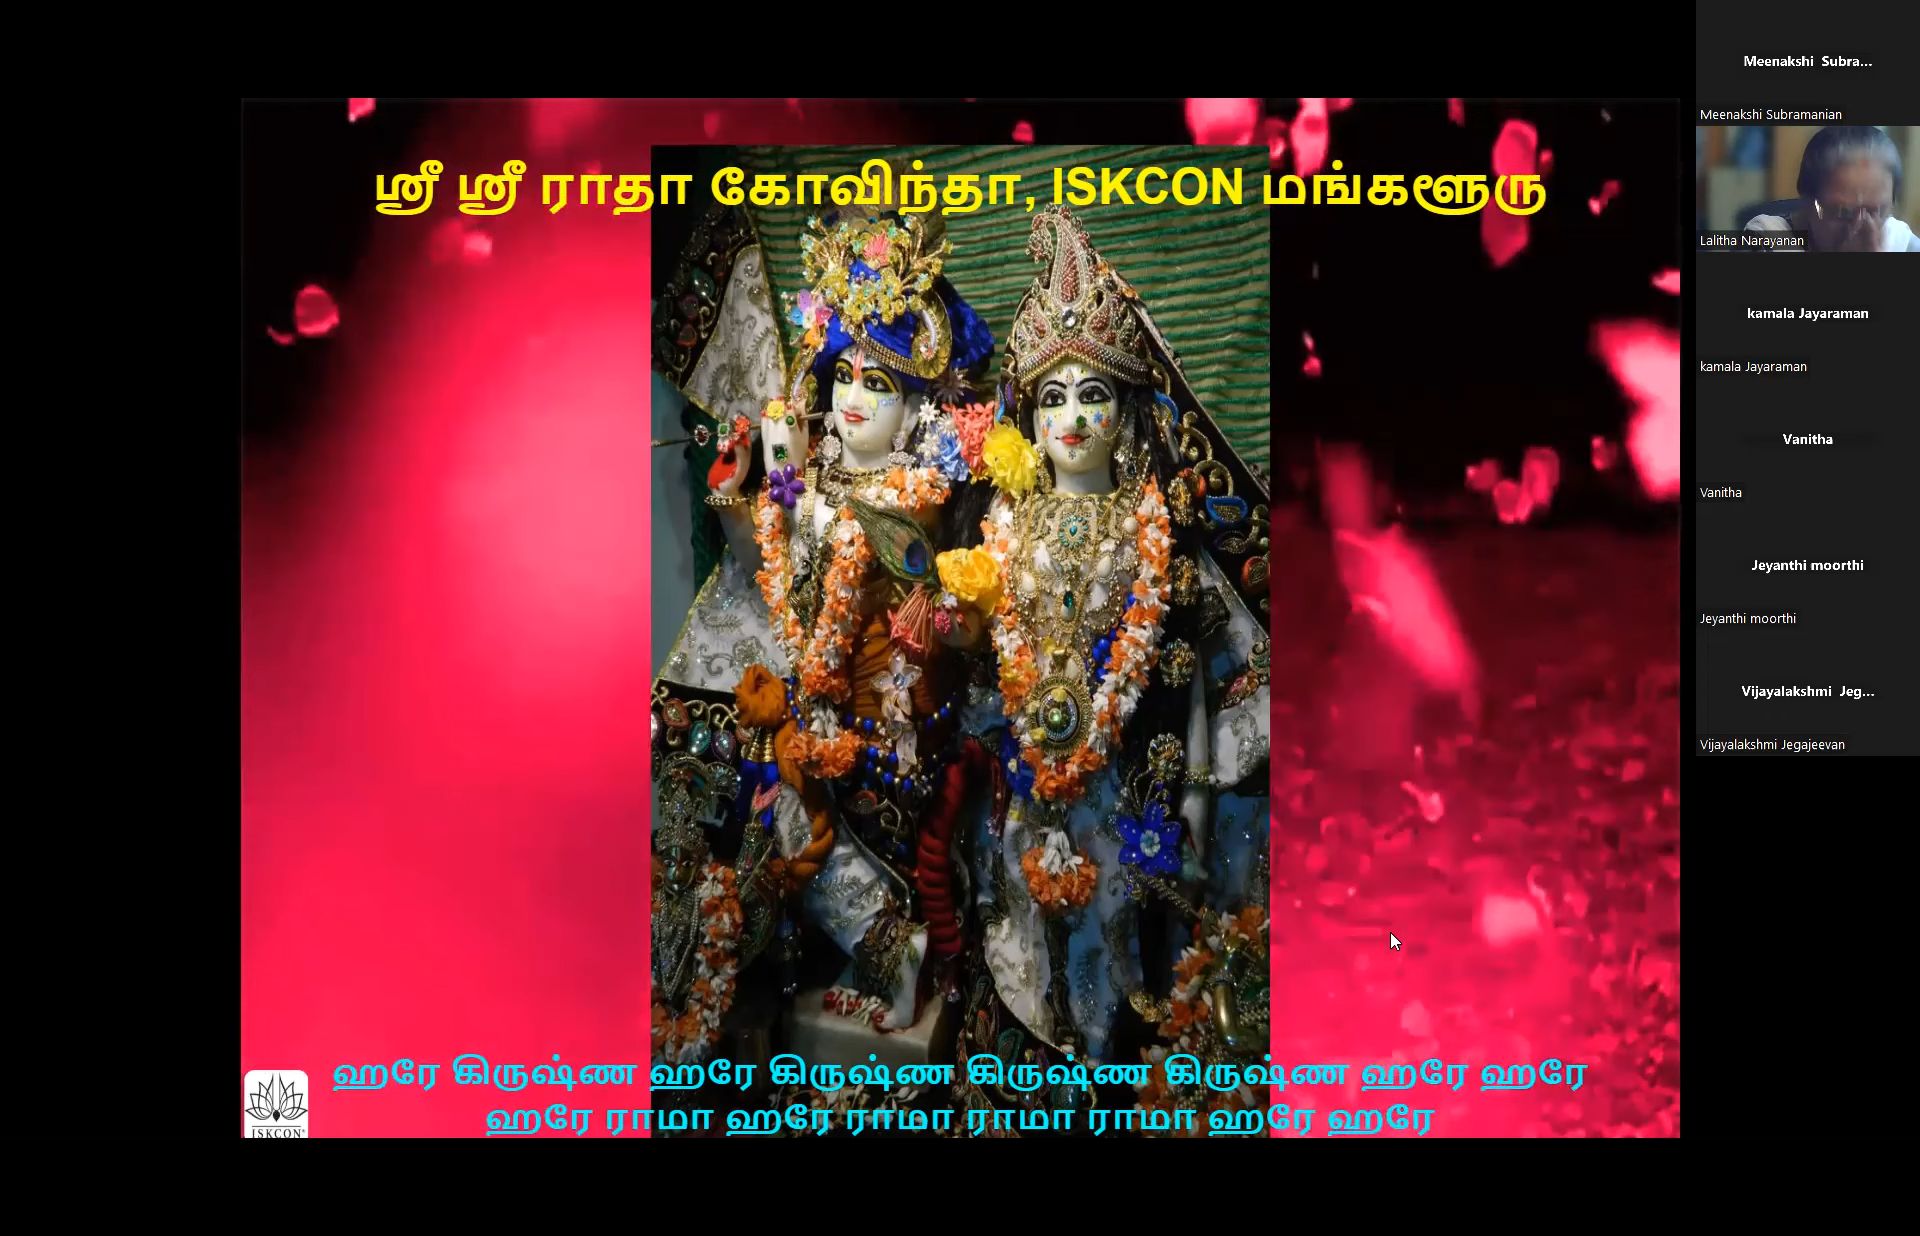 ஸ்ரீ ஸ்ரீ ராதா கோவிந்தா, ISKCON மங்களூரு
ஹரே கிருஷ்ண ஹரே கிருஷ்ண கிருஷ்ண கிருஷ்ண ஹரே ஹரே
ஹரே ராமா ஹரே ராமா ராமா ராமா ஹரே ஹரே
ISKCON
Meenakshi Subra...
Meenakshi Subramanian
Lalitha Narayanan
kamala Jayaraman
kamala Jayaraman
Vanitha
Vanitha
Jeyanthi moorthi
Jeyanthi moorthi
Vijayalakshmi Jeg...
Vijayalakshmi Jegajeevan